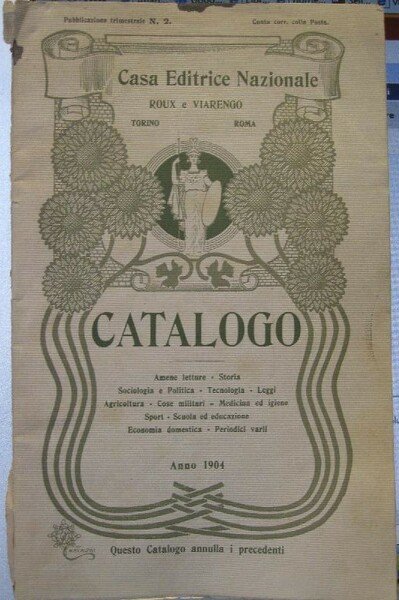 Pubblicazione trimestrale N. 2.
Conto corr. colla Posta.
Casa Editrice Nazionale
ROUX e VIARENGO
TORINO ROMA
CATALOGO
Amene letture - Storia
Sociologia e Politica - Tecnologia - Leggi
Agricoltura - Cose militari - Medicina ed igiene
Sport - Scuola ed educazione
Economia domestica - Periodici varii
Anno 1904
Questo Catalogo annulla i precedenti